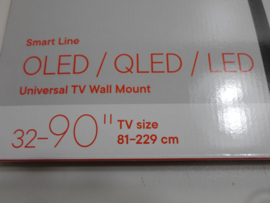 Smart Line
OLED / QLED / LED
Universal TV Wall Mount
32-90" TV size
81-229 cm